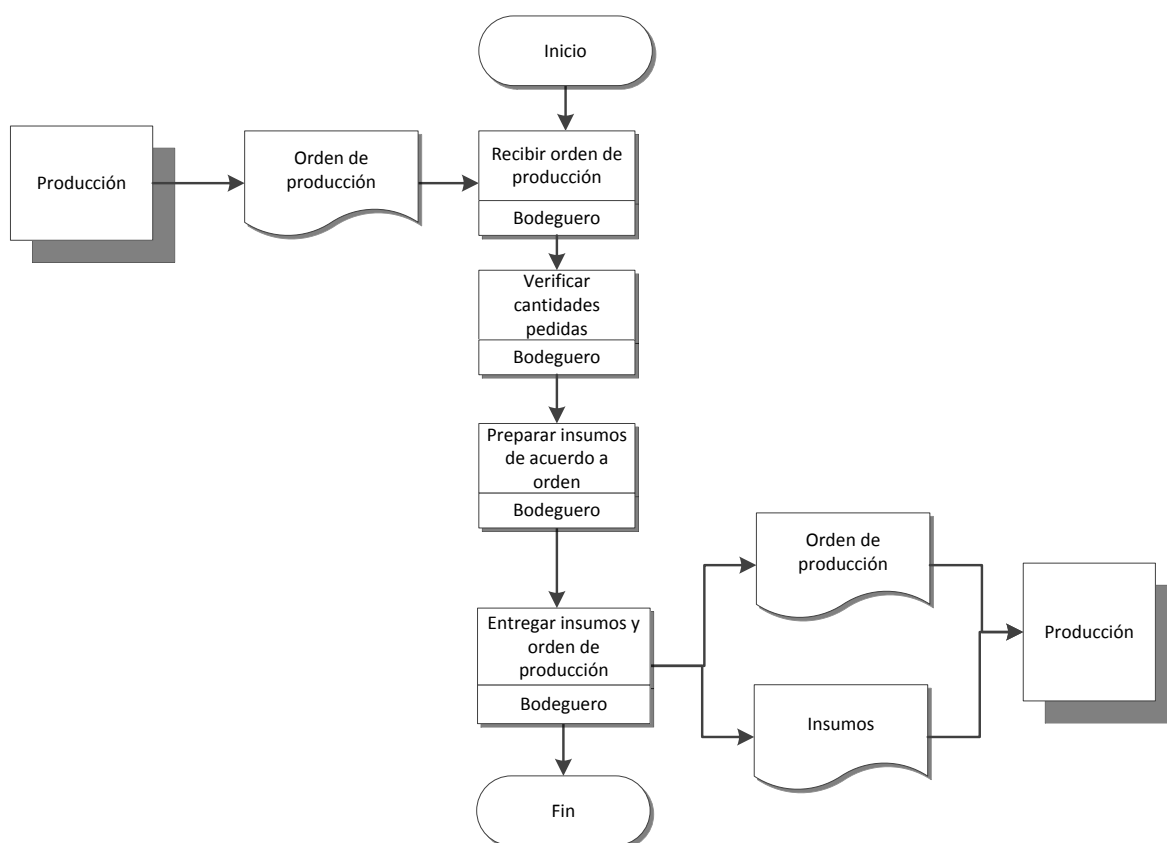 Inicio
Producción
Orden de
producción
Recibir orden de
producción
Bodeguero
Verificar
cantidades
pedidas
Bodeguero
Preparar insumos
de acuerdo a
orden
Bodeguero
Entregar insumos y
orden de
producción
Bodeguero
Orden de
producción
Insumos
Producción
Fin